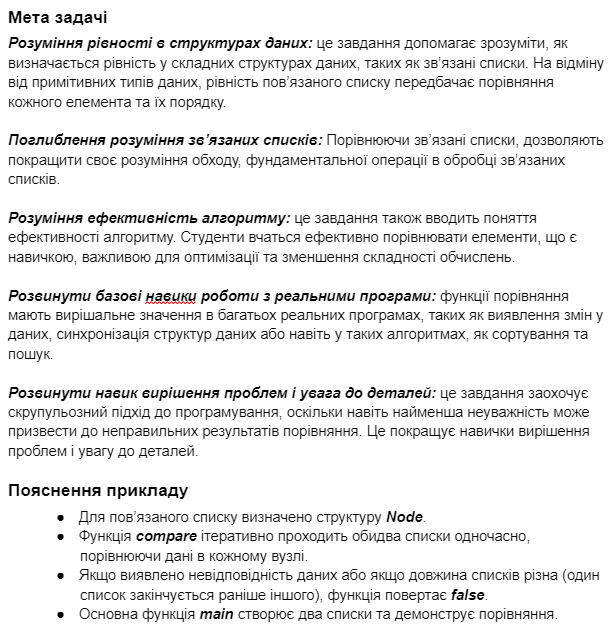 Мета задачі
Розуміння рівності в структурах даних: це завдання допомагає зрозуміти, як
визначається рівність у складних структурах даних, таких як зв’язані списки. На відміну
від примітивних типів даних, рівність пов’язаного списку передбачає порівняння
кожного елемента та їх порядку.
Поглиблення розуміння зв’язаних списків: Порівнюючи зв’язані списки, дозволяють
покращити своє розуміння обходу, фундаментальної операції в обробці зв’язаних
списків.
Розуміння ефективність алгоритму: це завдання також вводить поняття
ефективності алгоритму. Студенти вчаться ефективно порівнювати елементи, що є
навичкою, важливою для оптимізації та зменшення складності обчислень.
Розвинути базові навики роботи з реальними програми: функції порівняння
мають вирішальне значення в багатьох реальних програмах, таких як виявлення змін у
даних, синхронізація структур даних або навіть у таких алгоритмах, як сортування та
пошук.
Розвинути навик вирішення проблем і увага до деталей: це завдання заохочує
скрупульозний підхід до програмування, оскільки навіть найменша неуважність може
призвести до неправильних результатів порівняння. Це покращує навички вирішення
проблем і увагу до деталей.
Пояснення прикладу
● Для пов’язаного списку визначено структуру Node.
● Функція compare ітеративно проходить обидва списки одночасно,
порівнюючи дані в кожному вузлі.
● Якщо виявлено невідповідність даних або якщо довжина списків різна (один
список закінчується раніше іншого), функція повертає false.
● Основна функція main створює два списки та демонструє порівняння.